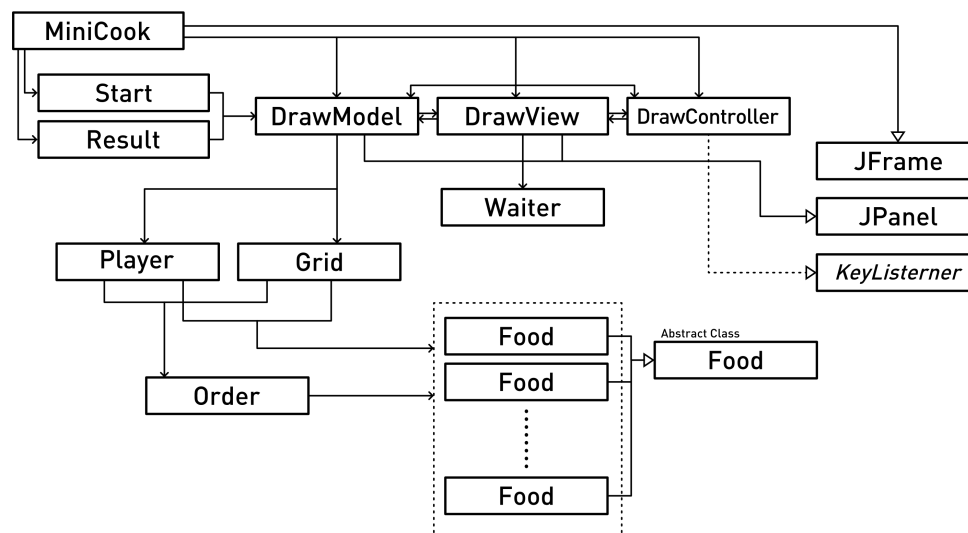 MiniCook
Start
Result
DrawModel
DrawView
DrawController
JFrame
JPanel
KeyListerner
Waiter
Player
Grid
Food
Food
Food
Abstract Class
Food
Order